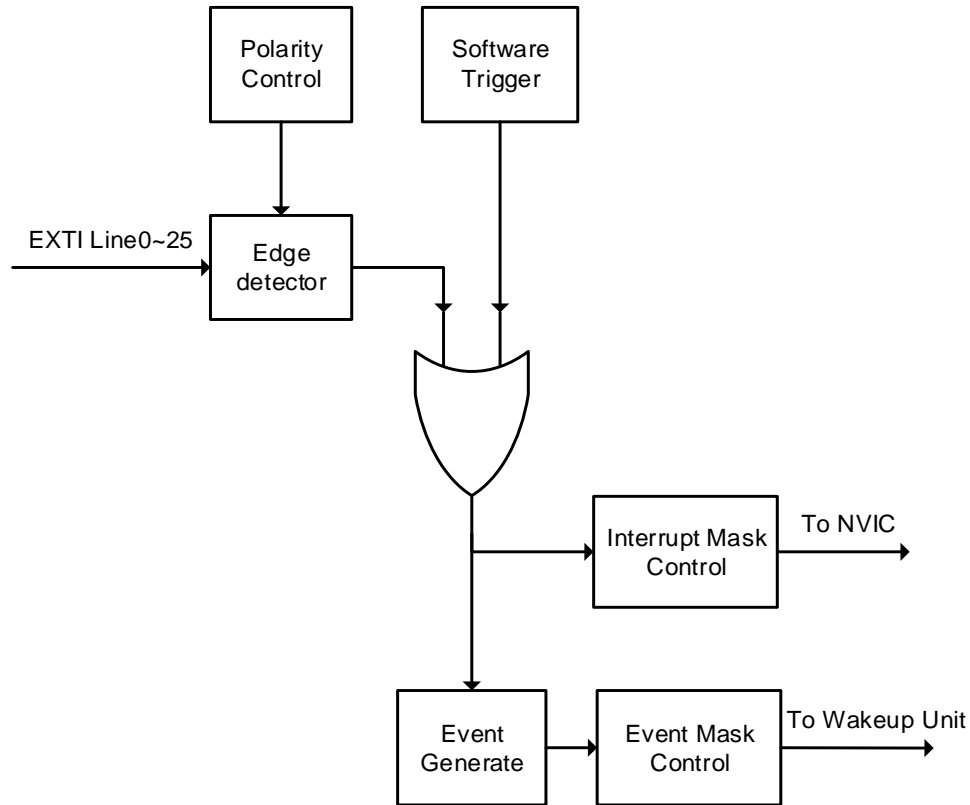 Polarity
Control
Software
Trigger
EXTI Line0~25
Edge
detector
Interrupt Mask
Control
To NVIC
Event
Generate
Event Mask
Control
To Wakeup Unit